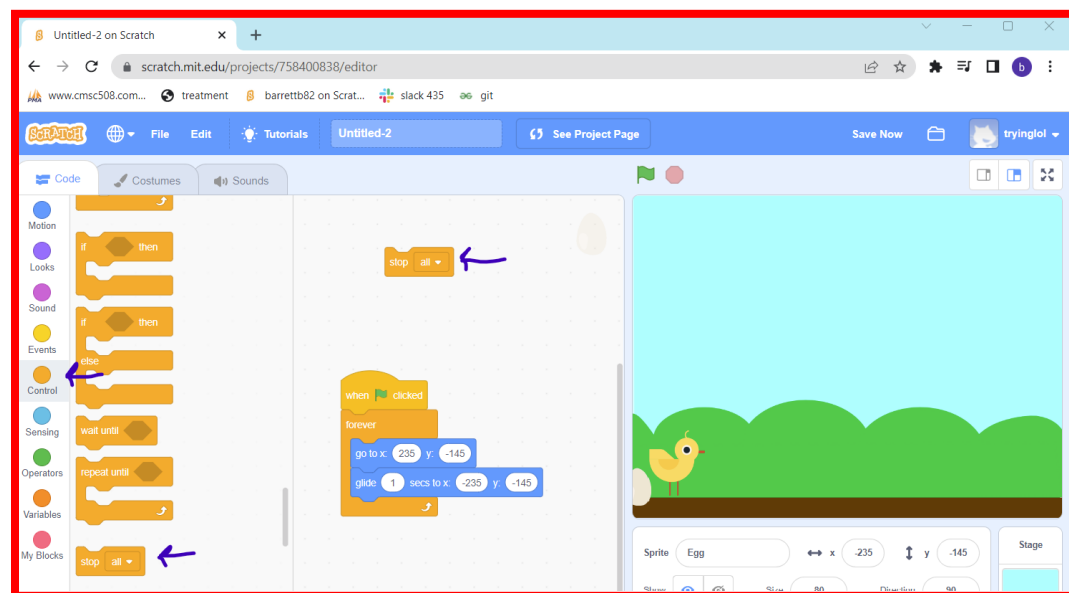 Untitled-2 on Scratch
scratch.mit.edu/projects/758400838/editor
www.cmsc508.com... treatment barrettb82 on Scrat... slack 435 git
SCRATCH File Edit Tutorials Untitled-2 See Project Page Save Now tryinglol
Code Costumes Sounds
Motion
Looks
Sound
Events
Control
Sensing
Operators
Variables
My Blocks
if then
if then
else
wait until
repeat until
stop all
stop all
when clicked
forever
go to x: 235 y: -145
glide 1 secs to x: -235 y: -145
Sprite Egg x -235 y -145
Show Size 80 Direction 90
Stage